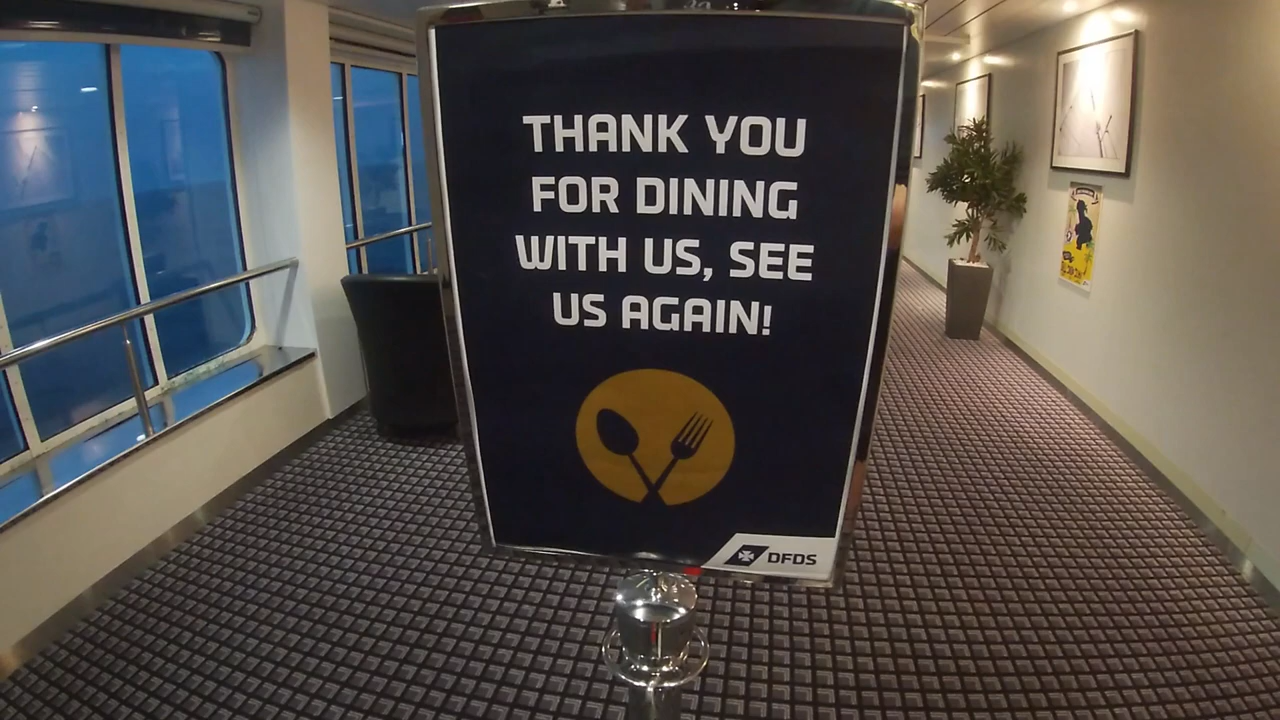 THANK YOU
FOR DINING
WITH US, SEE
US AGAIN!
DFDS